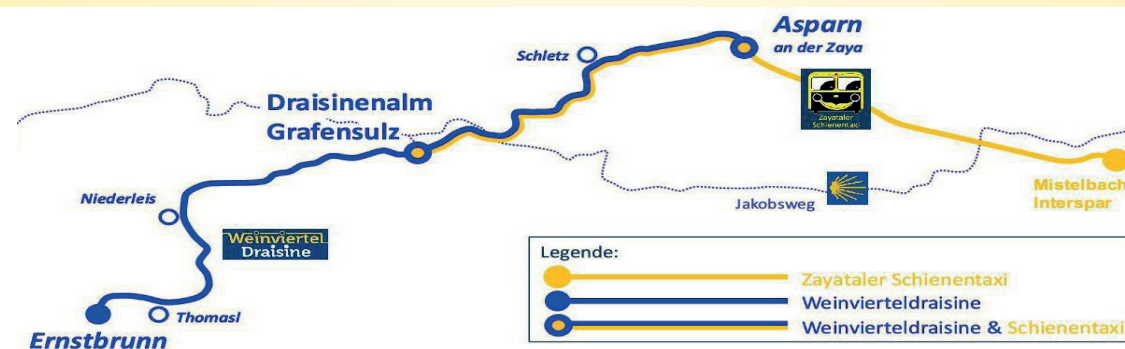 Asparn
an der Zaya
Schletz
Zayataler
Schienentaxi
Draisinenalm
Grafensulz
Niederleis
Jakobsweg
Mistelbach
Interspar
Weinviertel
Draisine
Thomasl
Ernstbrunn
Legende:
Zayataler Schienentaxi
Weinvierteldraisine
Weinvierteldraisine & Schienentaxi